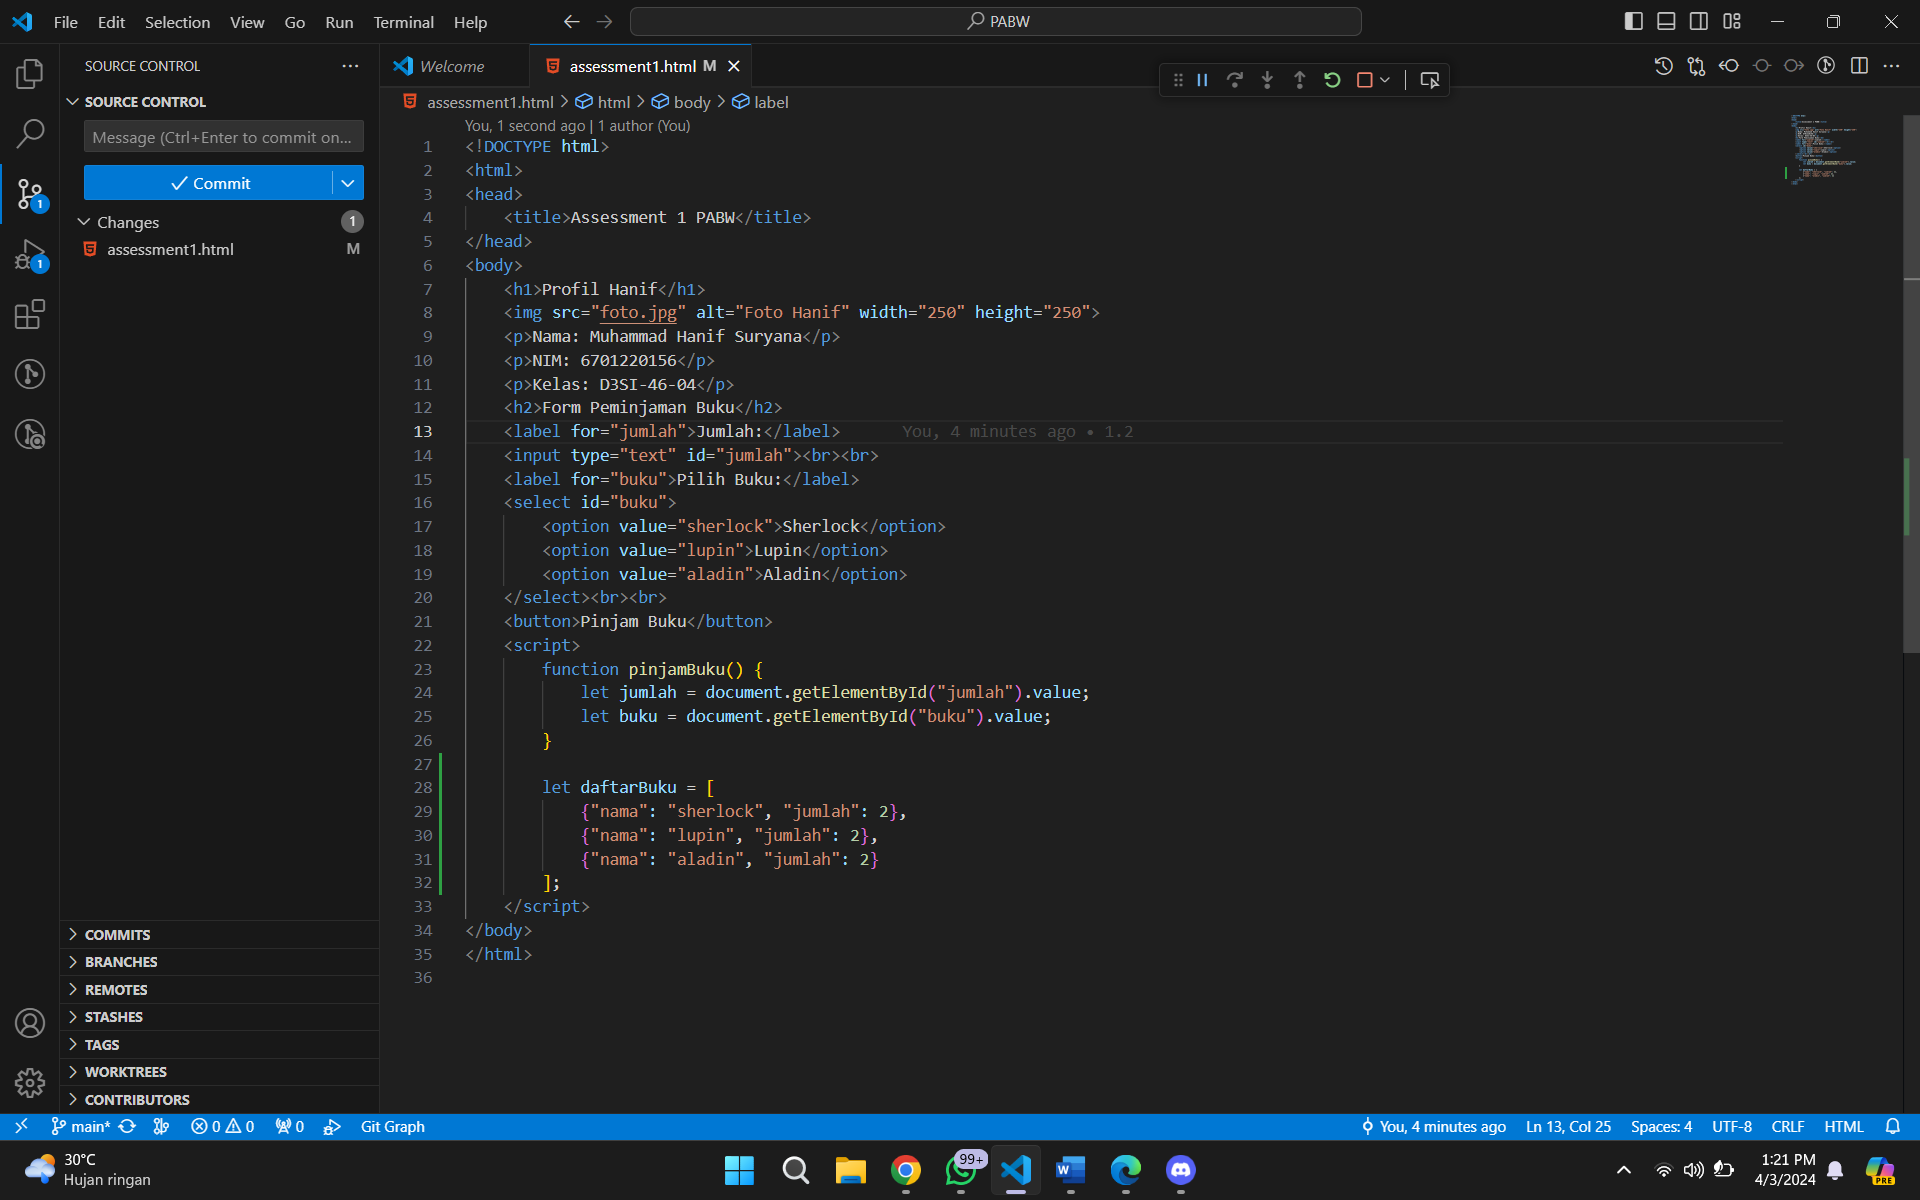 File Edit Selection View Go Run Terminal Help
PABW
SOURCE CONTROL
SOURCE CONTROL
Message (Ctrl+Enter to commit on...
Commit
Changes 1
assessment1.html M
1
1
COMMITS
BRANCHES
REMOTES
STASHES
TAGS
WORKTREES
CONTRIBUTORS
Welcome assessment1.html M
assessment1.html > html > body > label
You, 1 second ago | 1 author (You)
1 <!DOCTYPE html>
2 <html>
3 <head>
4 <title>Assessment 1 PABW</title>
5 </head>
6 <body>
7 <h1>Profil Hanif</h1>
8 <img src="foto.jpg" alt="Foto Hanif" width="250" height="250">
9 <p>Nama: Muhammad Hanif Suryana</p>
10 <p>NIM: 6701220156</p>
11 <p>Kelas: D3SI-46-04</p>
12 <h2>Form Peminjaman Buku</h2>
13 <label for="jumlah">Jumlah:</label> You, 4 minutes ago • 1.2
14 <input type="text" id="jumlah"><br><br>
15 <label for="buku">Pilih Buku:</label>
16 <select id="buku">
17 <option value="sherlock">Sherlock</option>
18 <option value="lupin">Lupin</option>
19 <option value="aladin">Aladin</option>
20 </select><br><br>
21 <button>Pinjam Buku</button>
22 <script>
23 function pinjamBuku() {
24 let jumlah = document.getElementById("jumlah").value;
25 let buku = document.getElementById("buku").value;
26 }
27
28 let daftarBuku = [
29 {"nama": "sherlock", "jumlah": 2},
30 {"nama": "lupin", "jumlah": 2},
31 {"nama": "aladin", "jumlah": 2}
32 ];
33 </script>
34 </body>
35 </html>
36
main* 0 0 0 Git Graph You, 4 minutes ago Ln 13, Col 25 Spaces: 4 UTF-8 CRLF HTML
30°C
Hujan ringan
99+
1:21 PM
4/3/2024
PRE